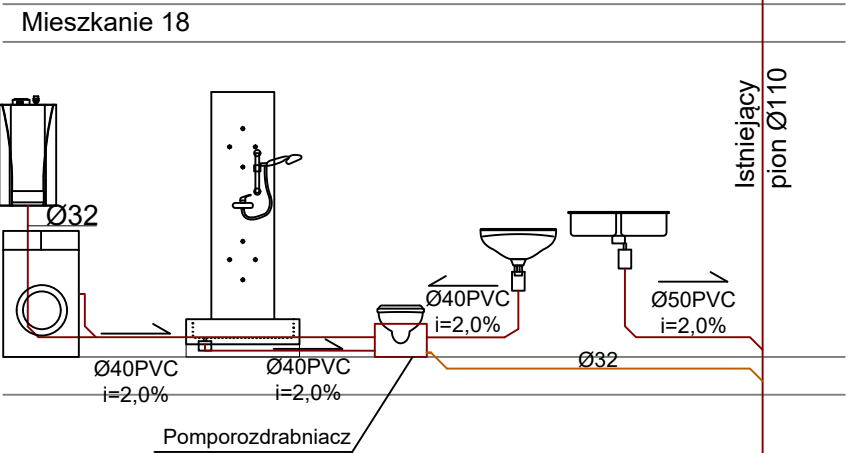 Mieszkanie 18
Istniejący
pion Ø110
Ø32
Ø40PVC
i=2,0%
Ø50PVC
i=2,0%
Ø40PVC
i=2,0%
Ø40PVC
i=2,0%
Ø32
Pomporozdrabniacz